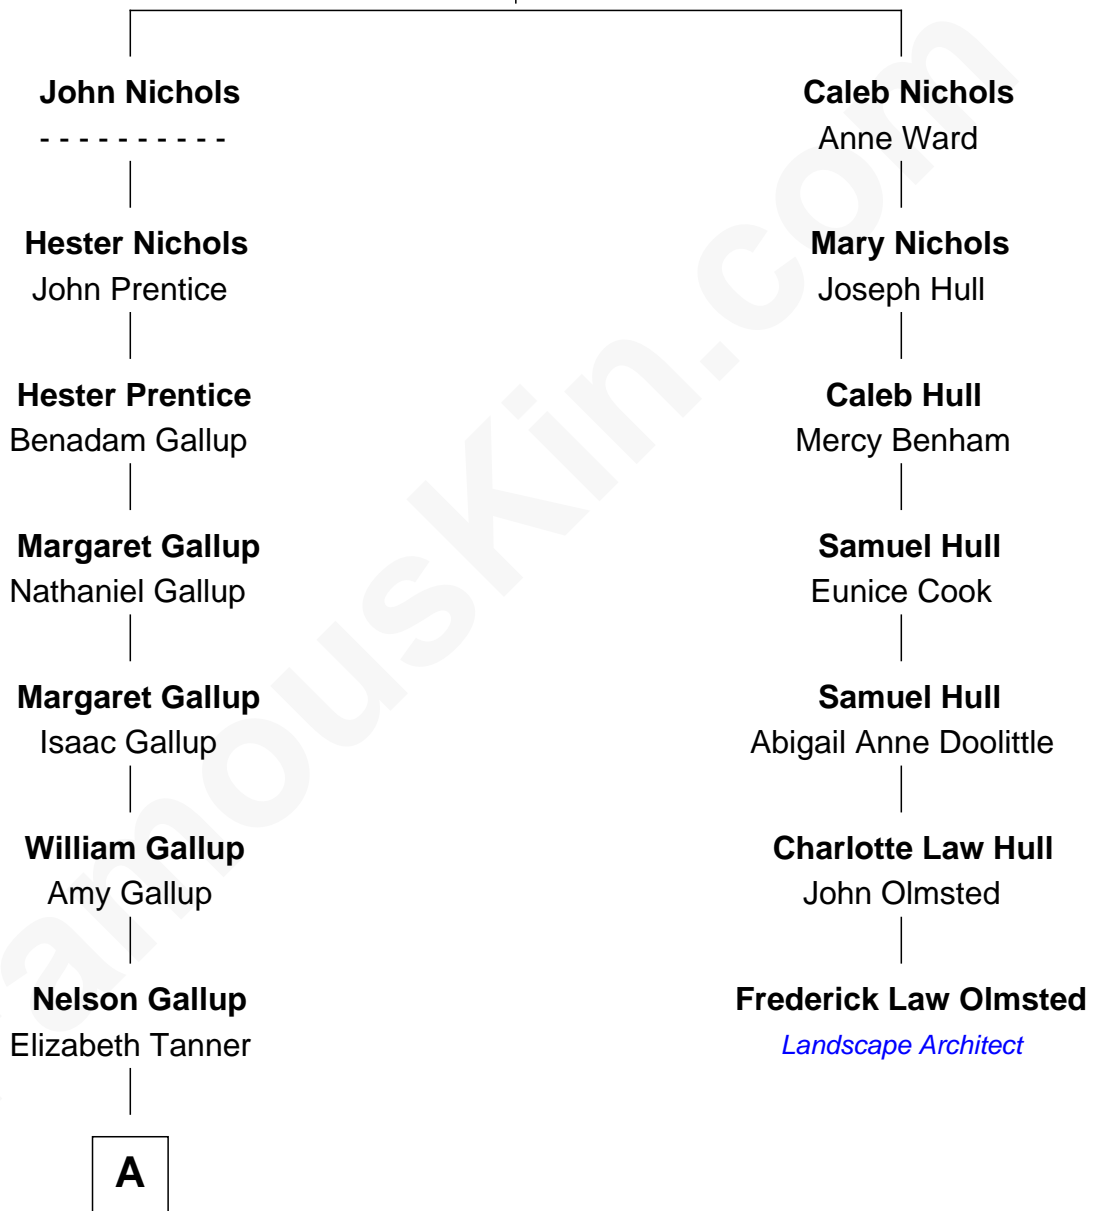 John Nichols
- - - - - - - - - -
Hester Nichols
John Prentice
Hester Prentice
Benadam Gallup
Margaret Gallup
Nathaniel Gallup
Margaret Gallup
Isaac Gallup
William Gallup
Amy Gallup
Nelson Gallup
Elizabeth Tanner
A
Caleb Nichols
Anne Ward
Mary Nichols
Joseph Hull
Caleb Hull
Mercy Benham
Samuel Hull
Eunice Cook
Samuel Hull
Abigail Anne Doolittle
Charlotte Law Hull
John Olmsted
Frederick Law Olmsted
Landscape Architect
amouskin.com